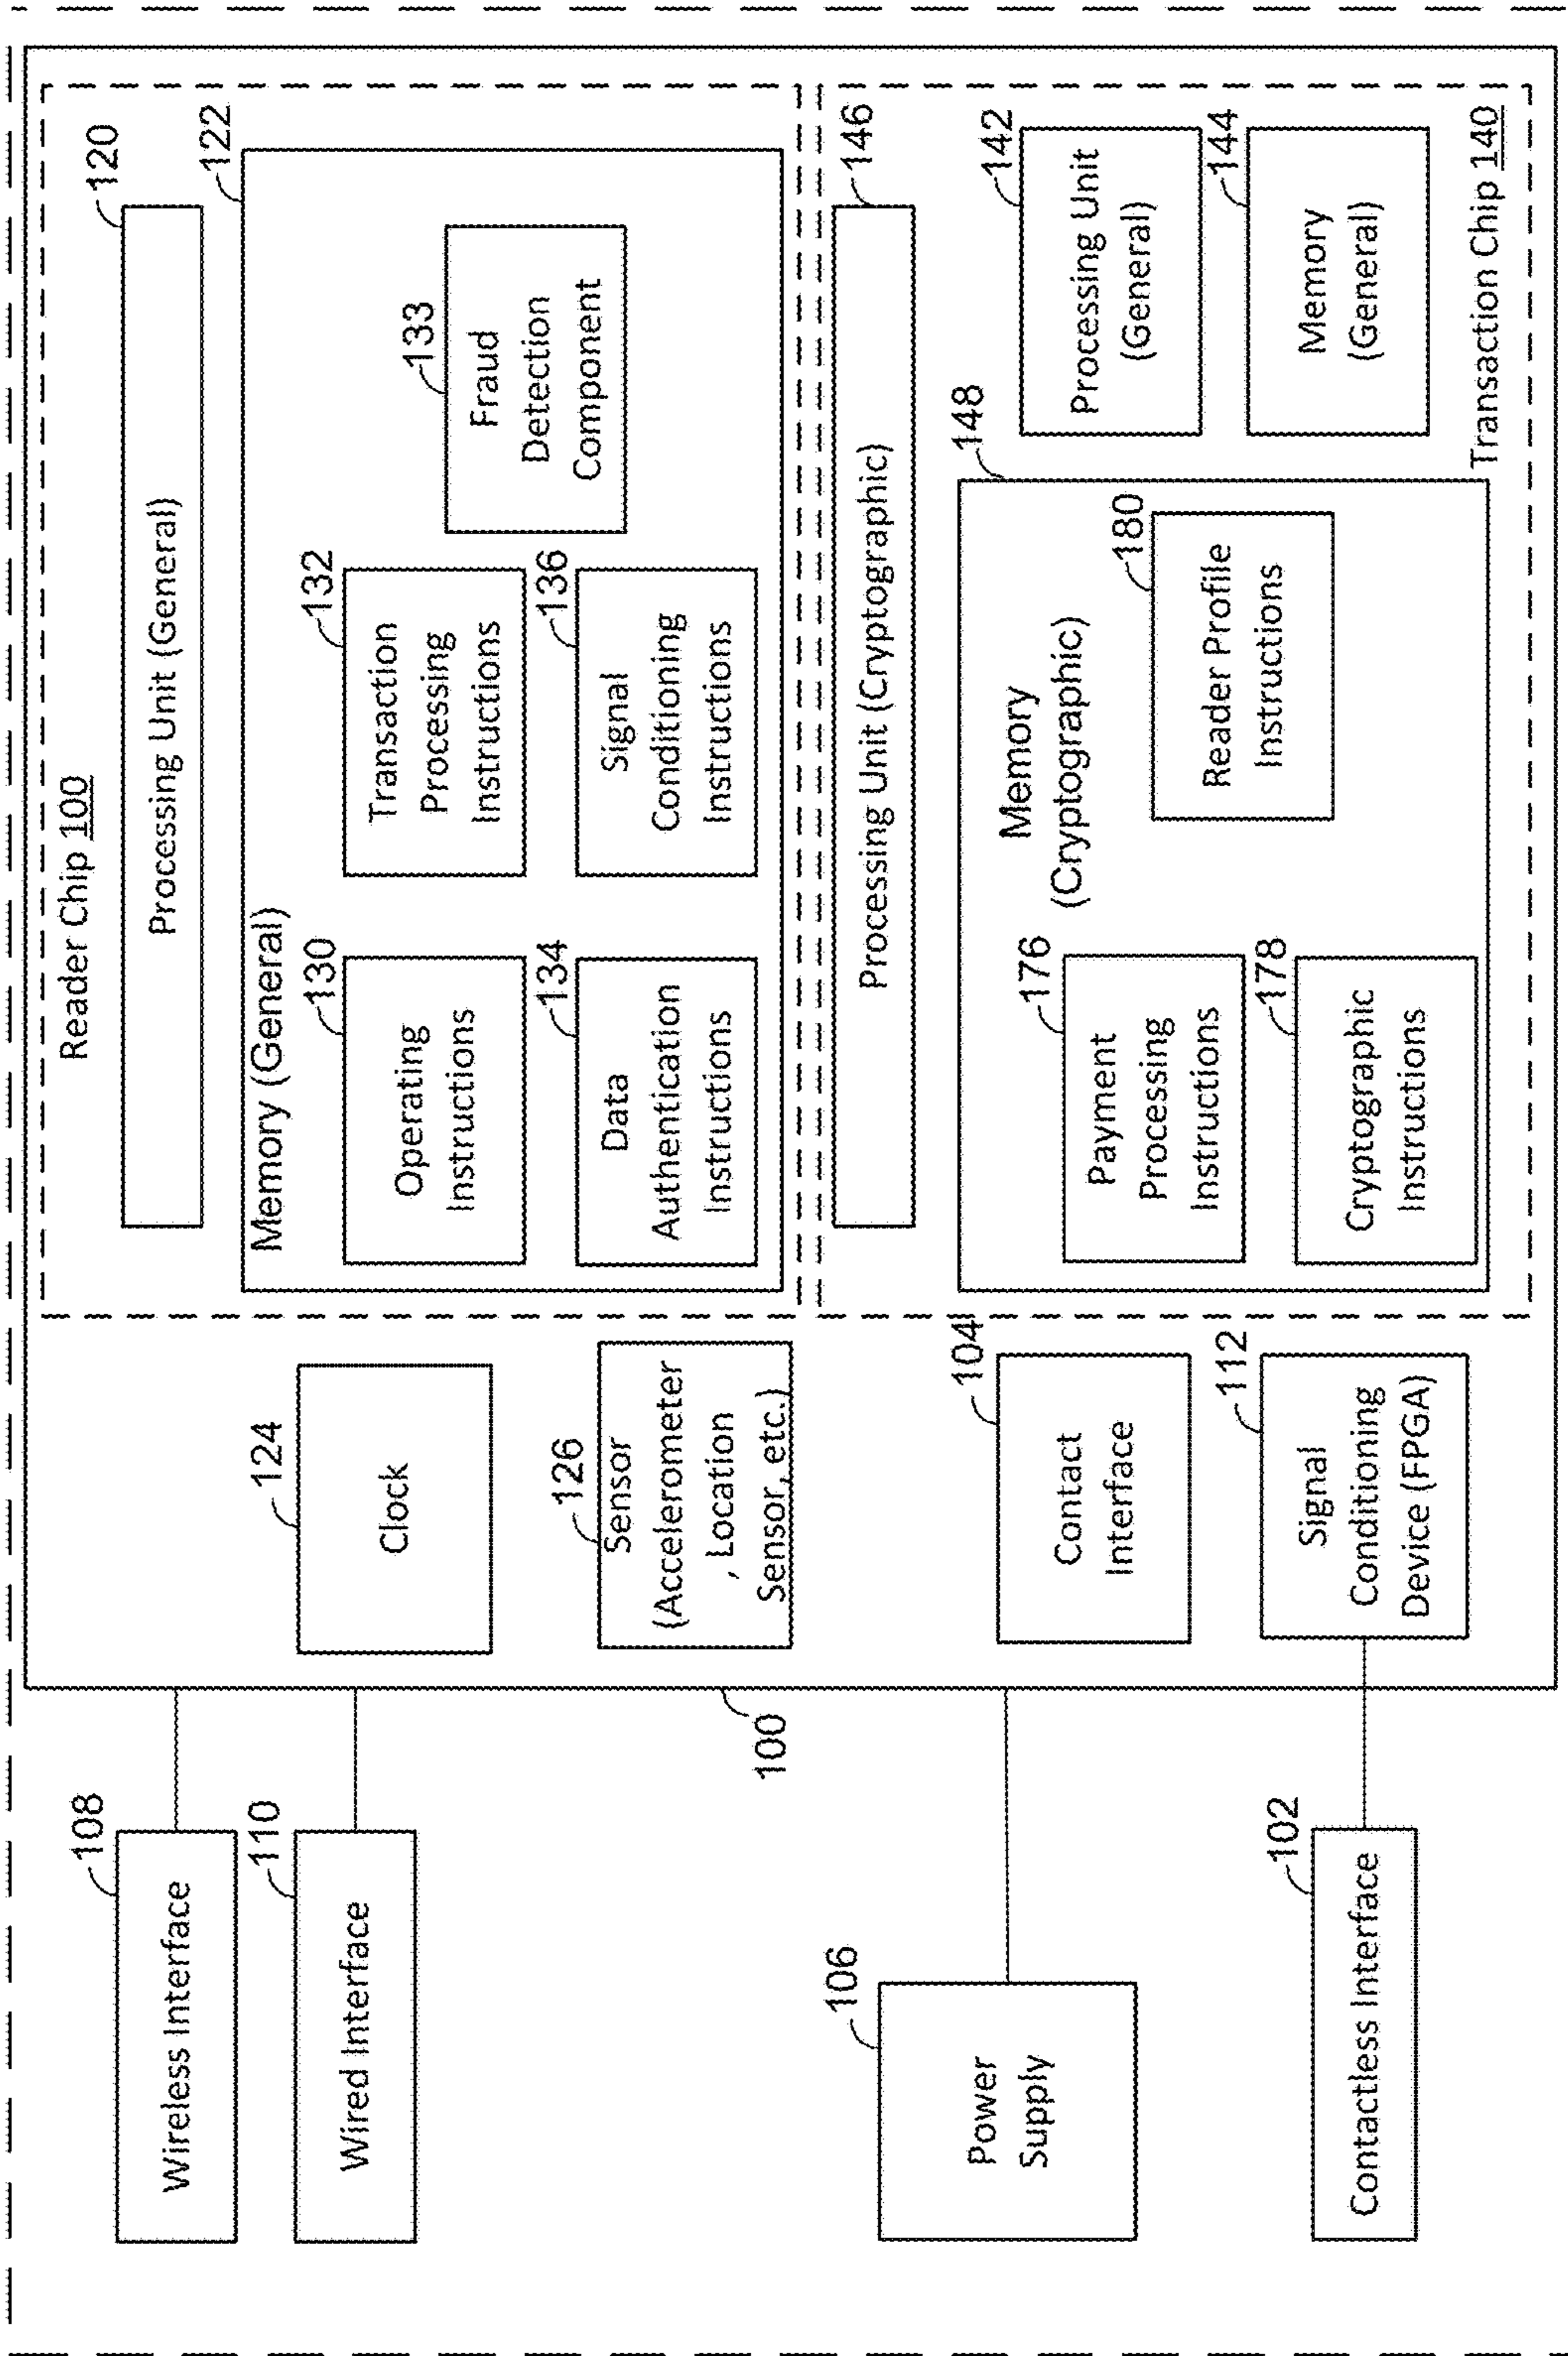 Reader Chip 100
120
Processing Unit (General)
122
Memory (General)
130
Operating
Instructions
132
Transaction
Processing
Instructions
133
Fraud
Detection
Component
134
Data
Authentication
Instructions
136
Signal
Conditioning
Instructions
108
Wireless Interface
110
Wired Interface
124
Clock
126
Sensor
(Accelerometer
, Location
Sensor, etc.)
100
106
Power
Supply
102
Contactless Interface
104
Contact
Interface
112
Signal
Conditioning
Device (FPGA)
146
Processing Unit (Cryptographic)
148
Memory
(Cryptographic)
176
Payment
Processing
Instructions
178
Cryptographic
Instructions
180
Reader Profile
Instructions
142
Processing Unit
(General)
144
Memory
(General)
Transaction Chip 140